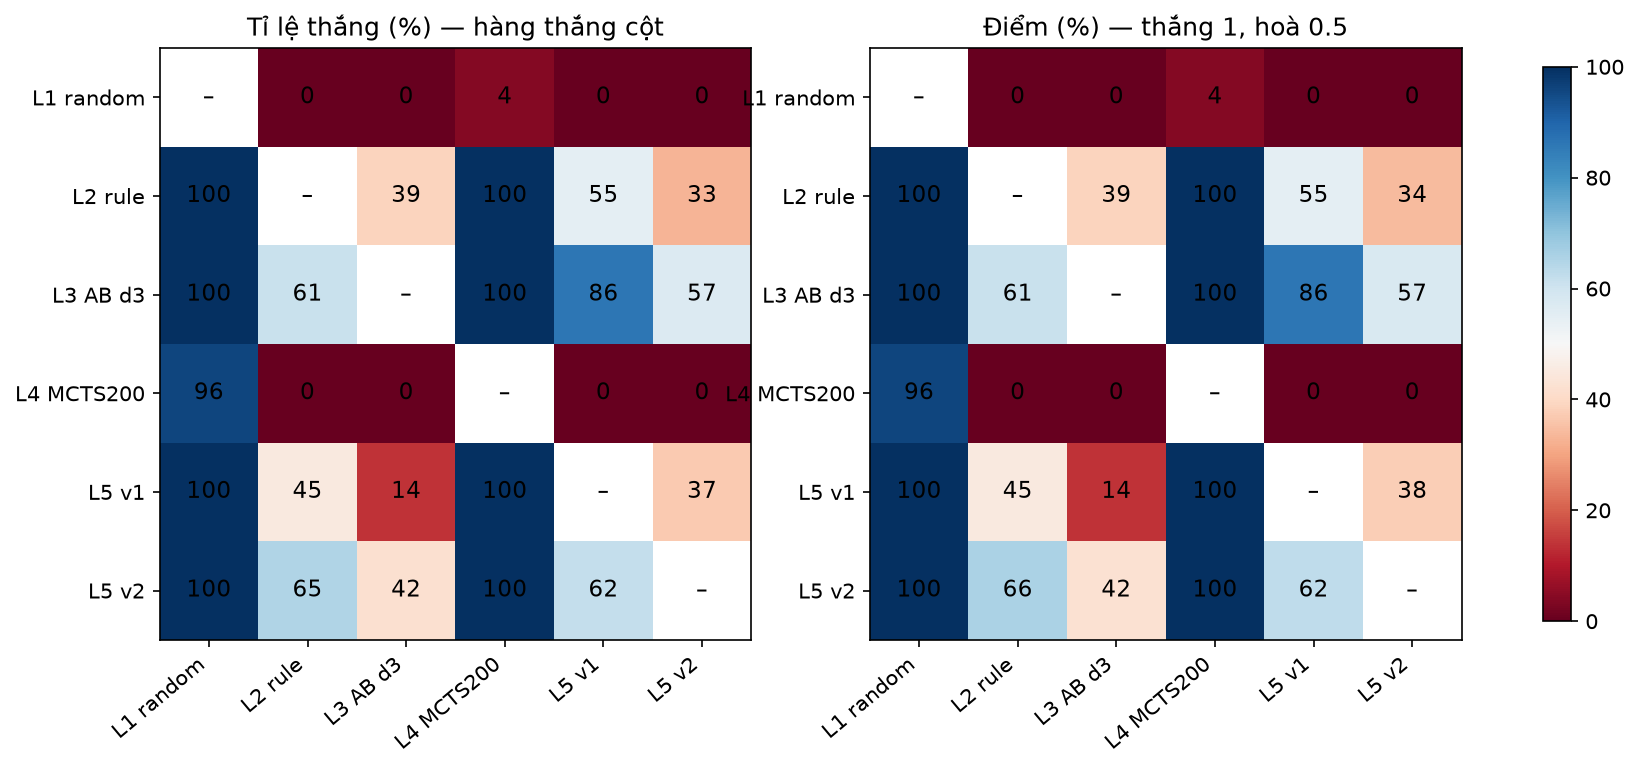 Tỉ lệ thắng (%) — hàng thắng cột
L1 random – 0 0 4 0 0
L2 rule 100 – 39 100 55 33
L3 AB d3 100 61 – 100 86 57
L4 MCTS200 96 0 0 – 0 0
L5 v1 100 45 14 100 – 37
L5 v2 100 65 42 100 62 –
L1 random L2 rule L3 AB d3 L4 MCTS200 L5 v1 L5 v2
Điểm (%) — thắng 1, hoà 0.5
L1 random – 0 0 4 0 0
L2 rule 100 – 39 100 55 34
L3 AB d3 100 61 – 100 86 57
L4 MCTS200 96 0 0 – 0 0
L5 v1 100 45 14 100 – 38
L5 v2 100 66 42 100 62 –
L1 random L2 rule L3 AB d3 L4 MCTS200 L5 v1 L5 v2
100
80
60
40
20
0